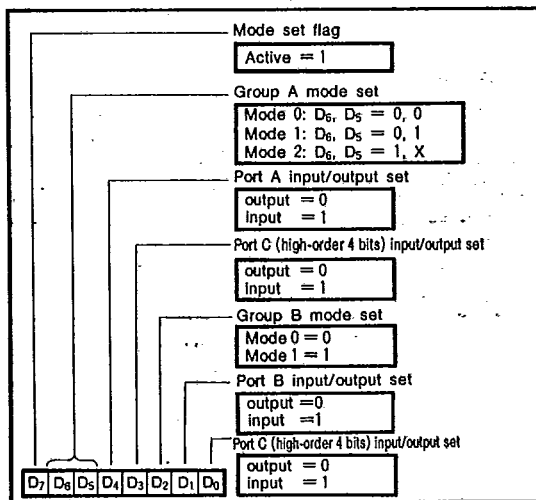 Mode set flag
Active = 1
Group A mode set
Mode 0: D6, D5 = 0, 0
Mode 1: D6, D5 = 0, 1
Mode 2: D6, D5 = 1, X
Port A input/output set
output = 0
input = 1
Port C (high-order 4 bits) input/output set
output = 0
input = 1
Group B mode set
Mode 0 = 0
Mode 1 = 1
Port B input/output set
output = 0
input = 1
Port C (high-order 4 bits) input/output set
output = 0
input = 1
D7 D6 D5 D4 D3 D2 D1 D0